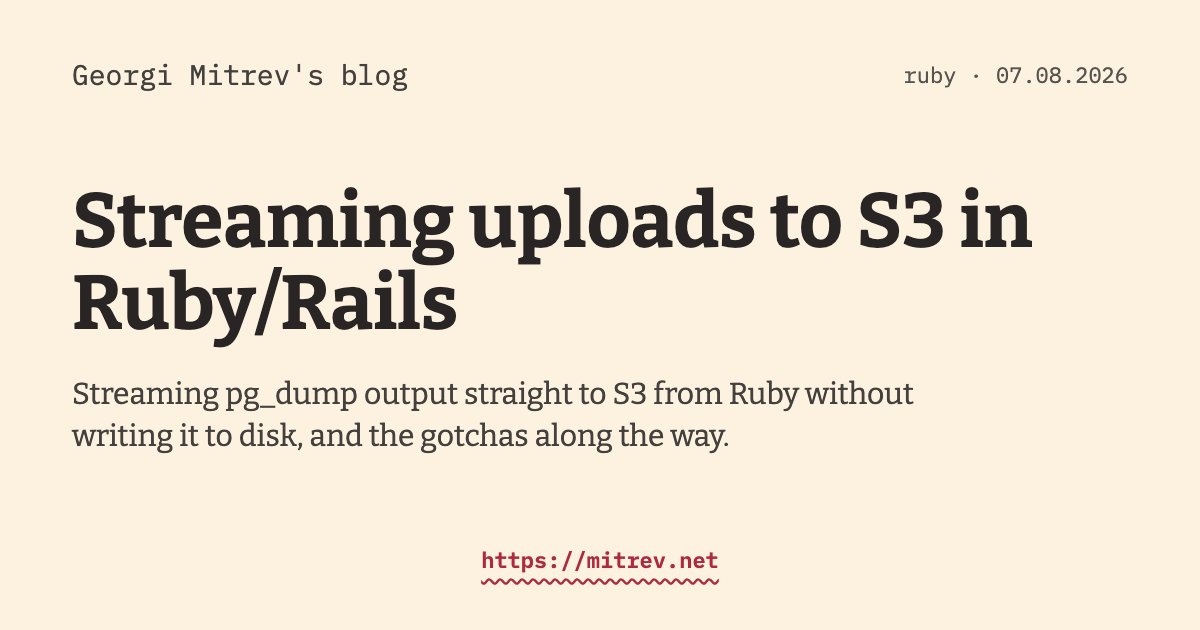 Georgi Mitrev's blog
ruby · 07.08.2026
Streaming uploads to S3 in
Ruby/Rails
Streaming pg_dump output straight to S3 from Ruby without
writing it to disk, and the gotchas along the way.
https://mitrev.net